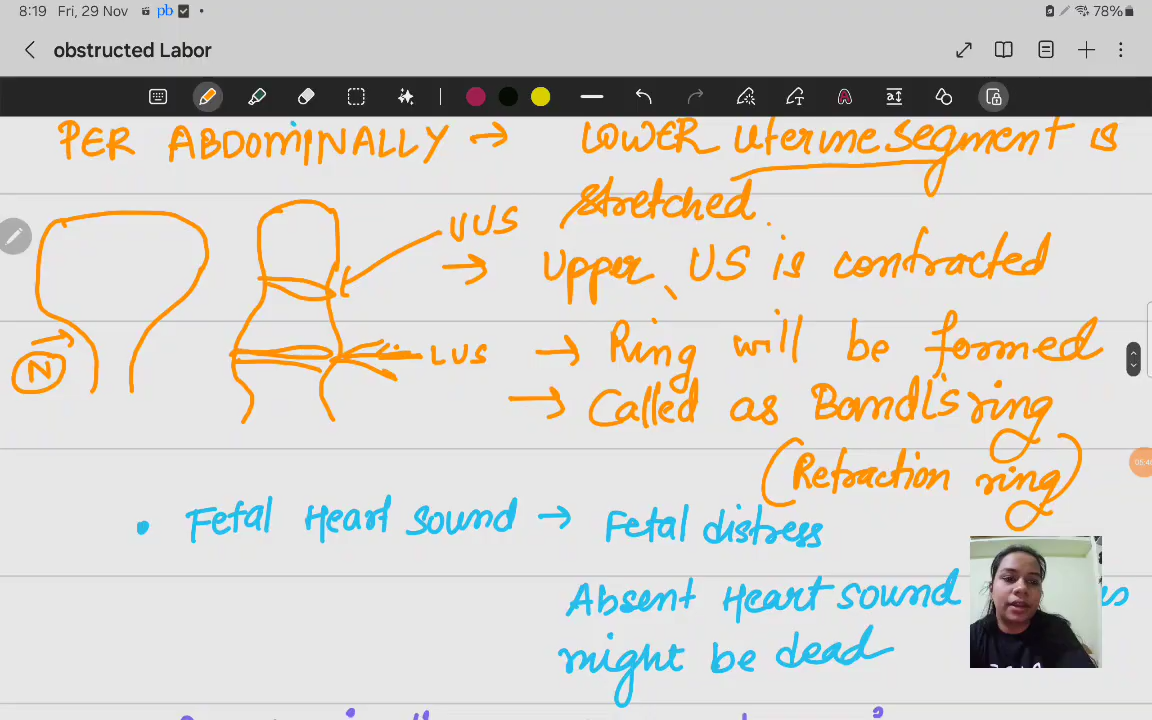 8:19 Fri, 29 Nov pb 78%
obstructed Labor
PER ABDOMINALLY → LOWER uterine segment is
stretched.
UUS
→ Upper US is contracted
N
LUS → Ring will be formed
→ Called as Bandl's ring
(Retraction ring)
• Fetal Heart sound → Fetal distress
Absent Heart sound
might be dead